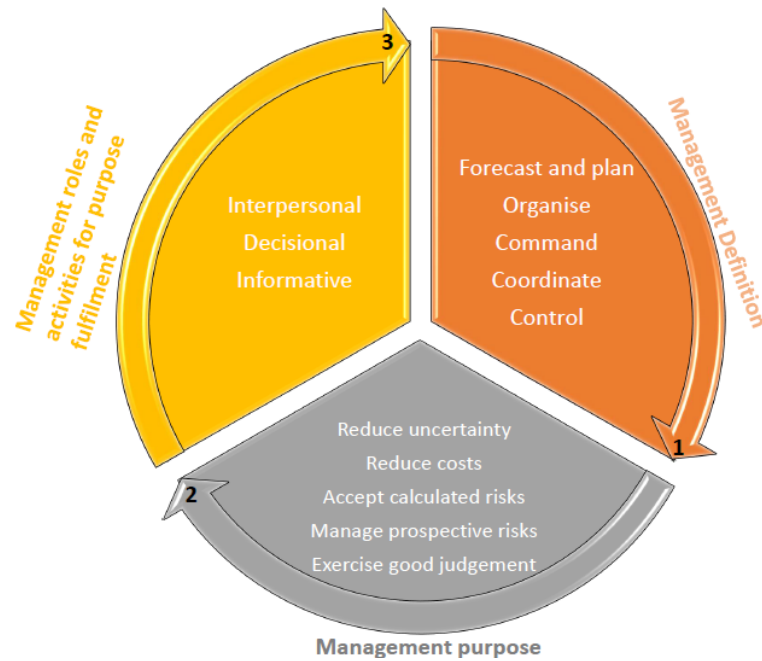 3
Management roles and
activities for purpose
fulfilment
Interpersonal
Decisional
Informative
Forecast and plan
Organise
Command
Coordinate
Control
Management Definition
1
2
Reduce uncertainty
Reduce costs
Accept calculated risks
Manage prospective risks
Exercise good judgement
Management purpose